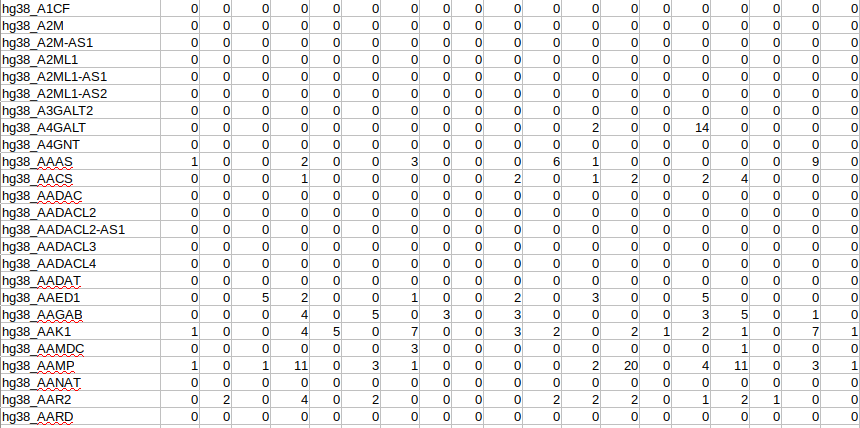 hg38_A1CF 0 0 0 0 0 0 0 0 0 0 0 0 0 0 0 0 0 0 0
hg38_A2M 0 0 0 0 0 0 0 0 0 0 0 0 0 0 0 0 0 0 0
hg38_A2M-AS1 0 0 0 0 0 0 0 0 0 0 0 0 0 0 0 0 0 0 0
hg38_A2ML1 0 0 0 0 0 0 0 0 0 0 0 0 0 0 0 0 0 0 0
hg38_A2ML1-AS1 0 0 0 0 0 0 0 0 0 0 0 0 0 0 0 0 0 0 0
hg38_A2ML1-AS2 0 0 0 0 0 0 0 0 0 0 0 0 0 0 0 0 0 0 0
hg38_A3GALT2 0 0 0 0 0 0 0 0 0 0 0 0 0 0 0 0 0 0 0
hg38_A4GALT 0 0 0 0 0 0 0 0 0 0 0 2 0 0 14 0 0 0 0
hg38_A4GNT 0 0 0 0 0 0 0 0 0 0 0 0 0 0 0 0 0 0 0
hg38_AAAS 1 0 0 2 0 0 3 0 0 0 6 1 0 0 0 0 0 9 0
hg38_AACS 0 0 0 1 0 0 0 0 0 2 0 1 2 0 2 4 0 0 0
hg38_AADAC 0 0 0 0 0 0 0 0 0 0 0 0 0 0 0 0 0 0 0
hg38_AADACL2 0 0 0 0 0 0 0 0 0 0 0 0 0 0 0 0 0 0 0
hg38_AADACL2-AS1 0 0 0 0 0 0 0 0 0 0 0 0 0 0 0 0 0 0 0
hg38_AADACL3 0 0 0 0 0 0 0 0 0 0 0 0 0 0 0 0 0 0 0
hg38_AADACL4 0 0 0 0 0 0 0 0 0 0 0 0 0 0 0 0 0 0 0
hg38_AADAT 0 0 0 0 0 0 0 0 0 0 0 0 0 0 0 0 0 0 0
hg38_AAED1 0 0 5 2 0 0 1 0 0 2 0 3 0 0 5 0 0 0 0
hg38_AAGAB 0 0 0 4 0 5 0 3 0 3 0 0 0 0 3 5 0 1 0
hg38_AAK1 1 0 0 4 5 0 7 0 0 3 2 0 2 1 2 1 0 7 1
hg38_AAMDC 0 0 0 0 0 0 3 0 0 0 0 0 0 0 0 1 0 0 0
hg38_AAMP 1 0 1 11 0 3 1 0 0 0 0 2 20 0 4 11 0 3 1
hg38_AANAT 0 0 0 0 0 0 0 0 0 0 0 0 0 0 0 0 0 0 0
hg38_AAR2 0 2 0 4 0 2 0 0 0 0 2 2 2 0 1 2 1 0 0
hg38_AARD 0 0 0 0 0 0 0 0 0 0 0 0 0 0 0 0 0 0 0